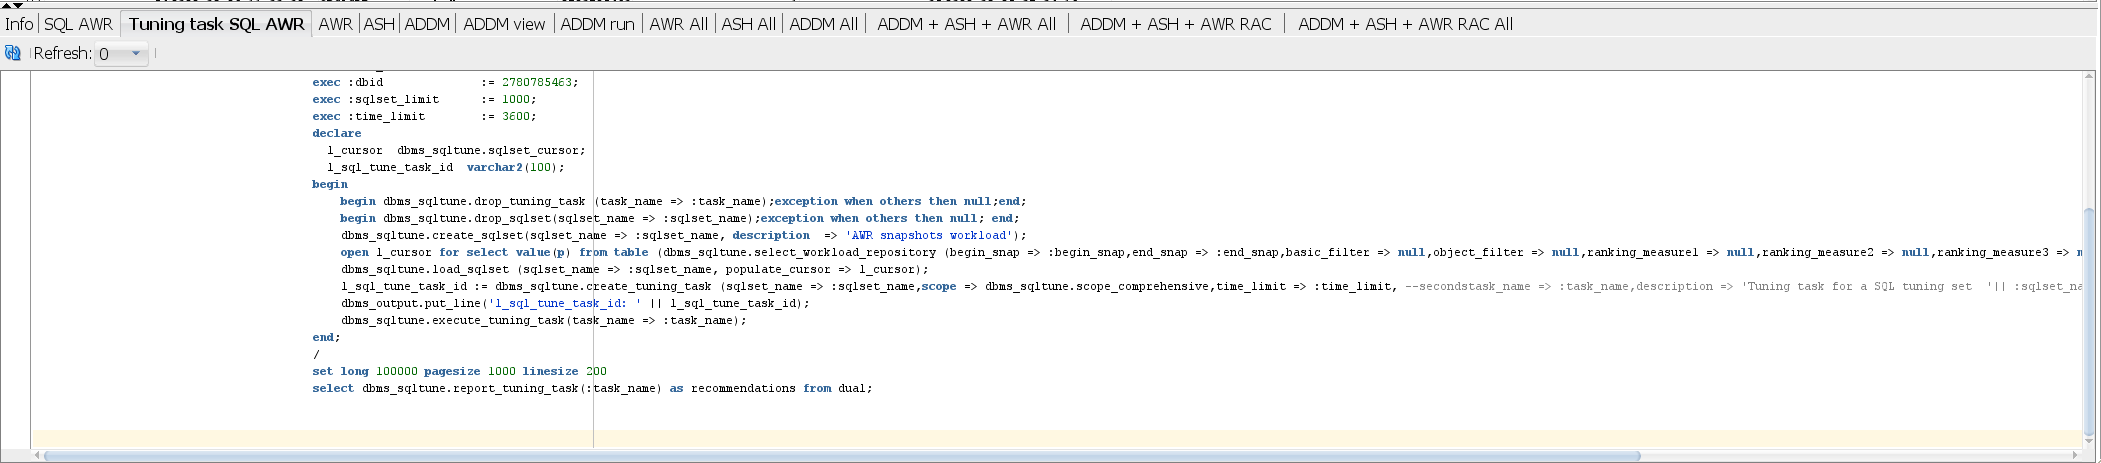 Info SQL AWR Tuning task SQL AWR AWR ASH ADDM ADDM view ADDM run AWR All ASH All ADDM All ADDM + ASH + AWR All ADDM + ASH + AWR RAC ADDM + ASH + AWR RAC All
Refresh: 0
exec :dbid := 2780785463;
exec :sqlset_limit := 1000;
exec :time_limit := 3600;
declare
l_cursor dbms_sqltune.sqlset_cursor;
l_sql_tune_task_id varchar2(100);
begin
begin dbms_sqltune.drop_tuning_task (task_name => :task_name);exception when others then null;end;
begin dbms_sqltune.drop_sqlset(sqlset_name => :sqlset_name);exception when others then null; end;
dbms_sqltune.create_sqlset(sqlset_name => :sqlset_name, description => 'AWR snapshots workload');
open l_cursor for select value(p) from table (dbms_sqltune.select_workload_repository (begin_snap => :begin_snap,end_snap => :end_snap,basic_filter => null,object_filter => null,ranking_measure1 => null,ranking_measure2 => null,ranking_measure3 => n
dbms_sqltune.load_sqlset (sqlset_name => :sqlset_name, populate_cursor => l_cursor);
l_sql_tune_task_id := dbms_sqltune.create_tuning_task (sqlset_name => :sqlset_name,scope => dbms_sqltune.scope_comprehensive,time_limit => :time_limit, --secondstask_name => :task_name,description => 'Tuning task for a SQL tuning set '|| :sqlset_na
dbms_output.put_line('l_sql_tune_task_id: ' || l_sql_tune_task_id);
dbms_sqltune.execute_tuning_task(task_name => :task_name);
end;
/
set long 100000 pagesize 1000 linesize 200
select dbms_sqltune.report_tuning_task(:task_name) as recommendations from dual;